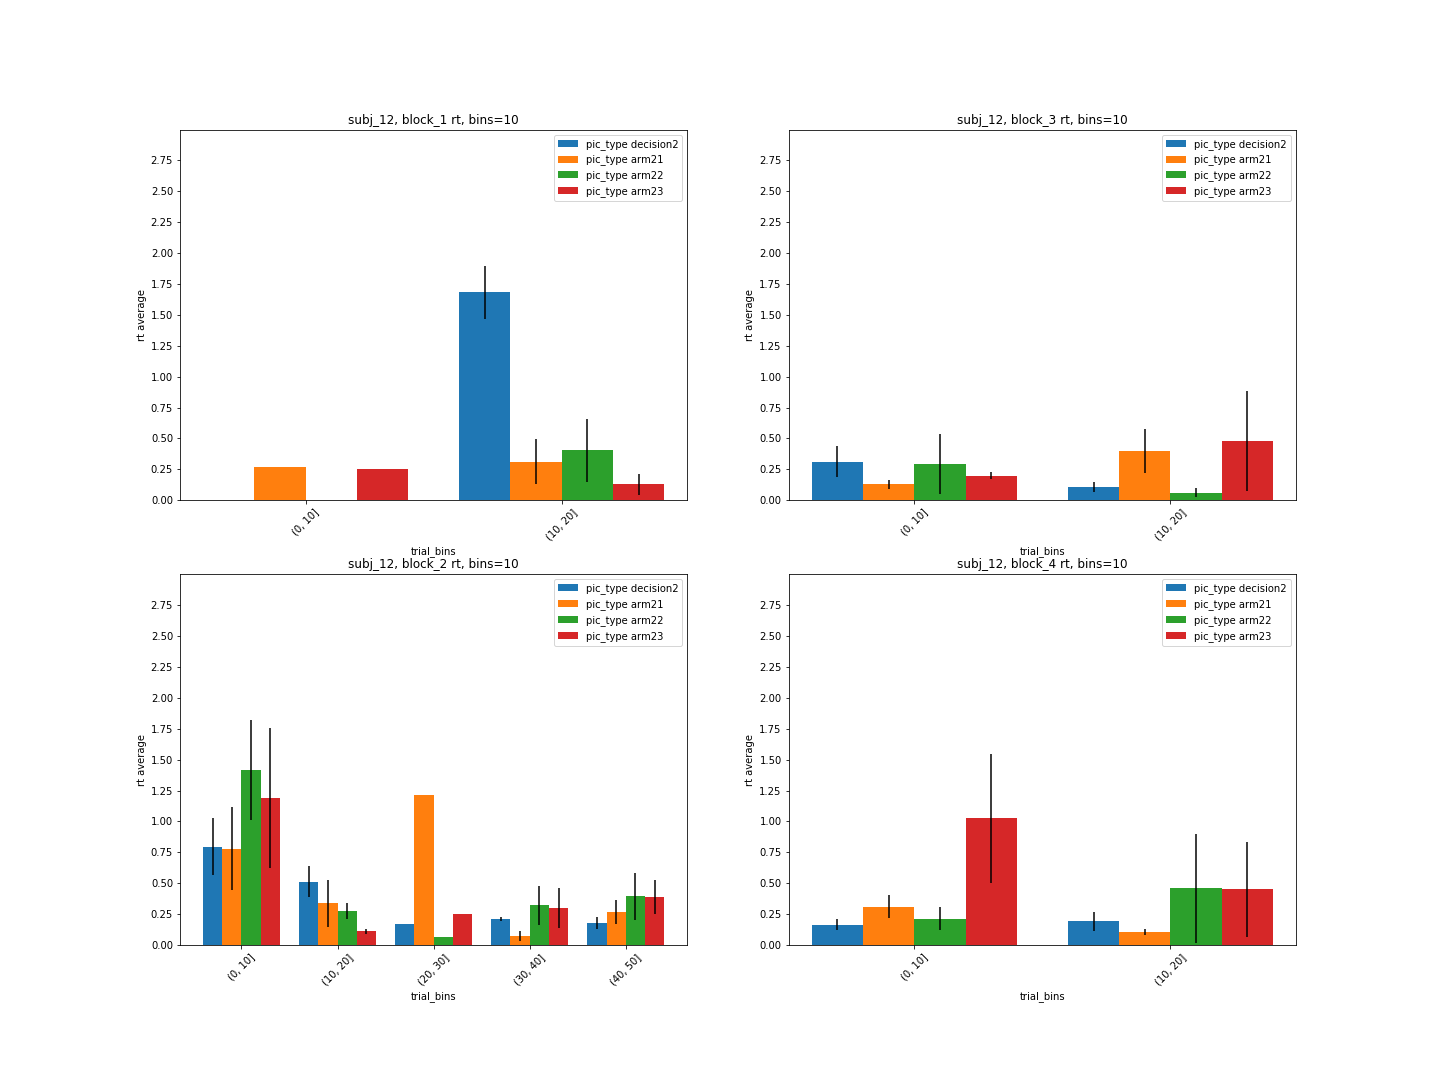 subj_12, block_1 rt, bins=10
pic_type decision2
pic_type arm21
pic_type arm22
pic_type arm23
2.75
2.50
2.25
2.00
1.75
1.50
1.25
1.00
0.75
0.50
0.25
0.00
rt average
(0, 10]
(10, 20]
trial_bins
subj_12, block_3 rt, bins=10
pic_type decision2
pic_type arm21
pic_type arm22
pic_type arm23
2.75
2.50
2.25
2.00
1.75
1.50
1.25
1.00
0.75
0.50
0.25
0.00
rt average
(0, 10]
(10, 20]
trial_bins
subj_12, block_2 rt, bins=10
pic_type decision2
pic_type arm21
pic_type arm22
pic_type arm23
2.75
2.50
2.25
2.00
1.75
1.50
1.25
1.00
0.75
0.50
0.25
0.00
rt average
(0, 10]
(10, 20]
(20, 30]
(30, 40]
(40, 50]
trial_bins
subj_12, block_4 rt, bins=10
pic_type decision2
pic_type arm21
pic_type arm22
pic_type arm23
2.75
2.50
2.25
2.00
1.75
1.50
1.25
1.00
0.75
0.50
0.25
0.00
rt average
(0, 10]
(10, 20]
trial_bins